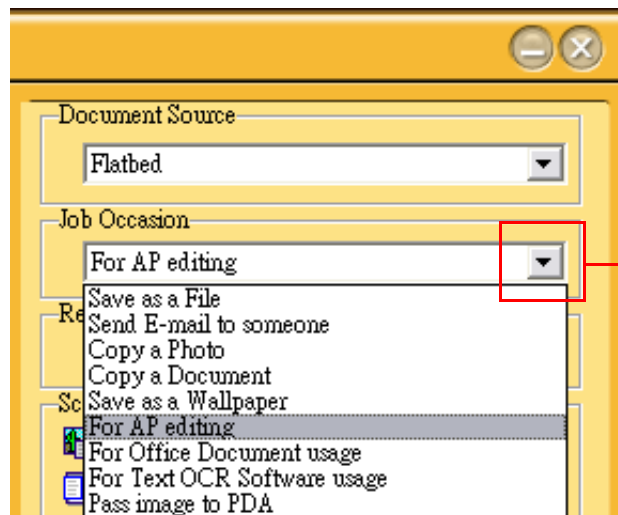 Document Source
Flatbed
Job Occasion
For AP editing
Save as a File
Re
Send E-mail to someone
Copy a Photo
Copy a Document
Sc
Save as a Wallpaper
For AP editing
For Office Document usage
For Text OCR Software usage
Pass image to PDA